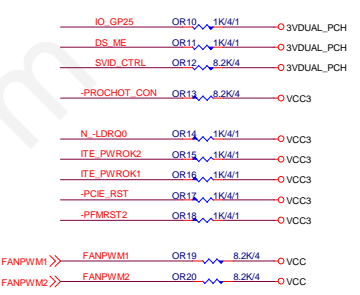 IO_GP25 OR10 1K/4/1 3VDUAL_PCH
DS_ME OR11 1K/4/1 3VDUAL_PCH
SVID_CTRL OR12 8.2K/4 3VDUAL_PCH
-PROCHOT_CON OR13 8.2K/4 VCC3
N_-LDRQ0 OR14 1K/4/1 VCC3
ITE_PWROK2 OR15 1K/4/1 VCC3
ITE_PWROK1 OR16 1K/4/1 VCC3
-PCIE_RST OR17 1K/4/1 VCC3
-PFMRST2 OR18 1K/4/1 VCC3
FANPWM1 FANPWM1 OR19 8.2K/4 VCC
FANPWM2 FANPWM2 OR20 8.2K/4 VCC